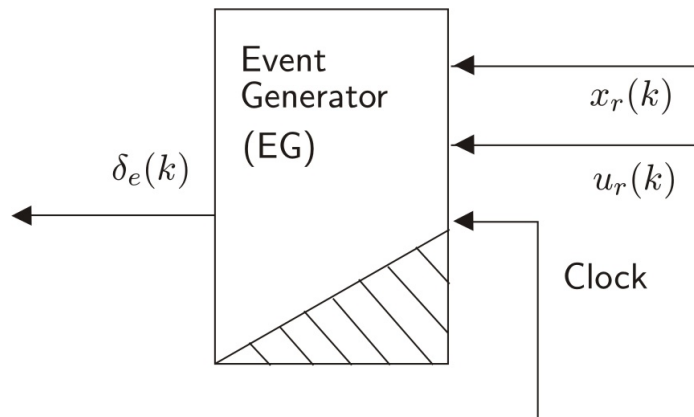 Event
Generator
(EG)
x_r(k)
δ_e(k)
u_r(k)
Clock